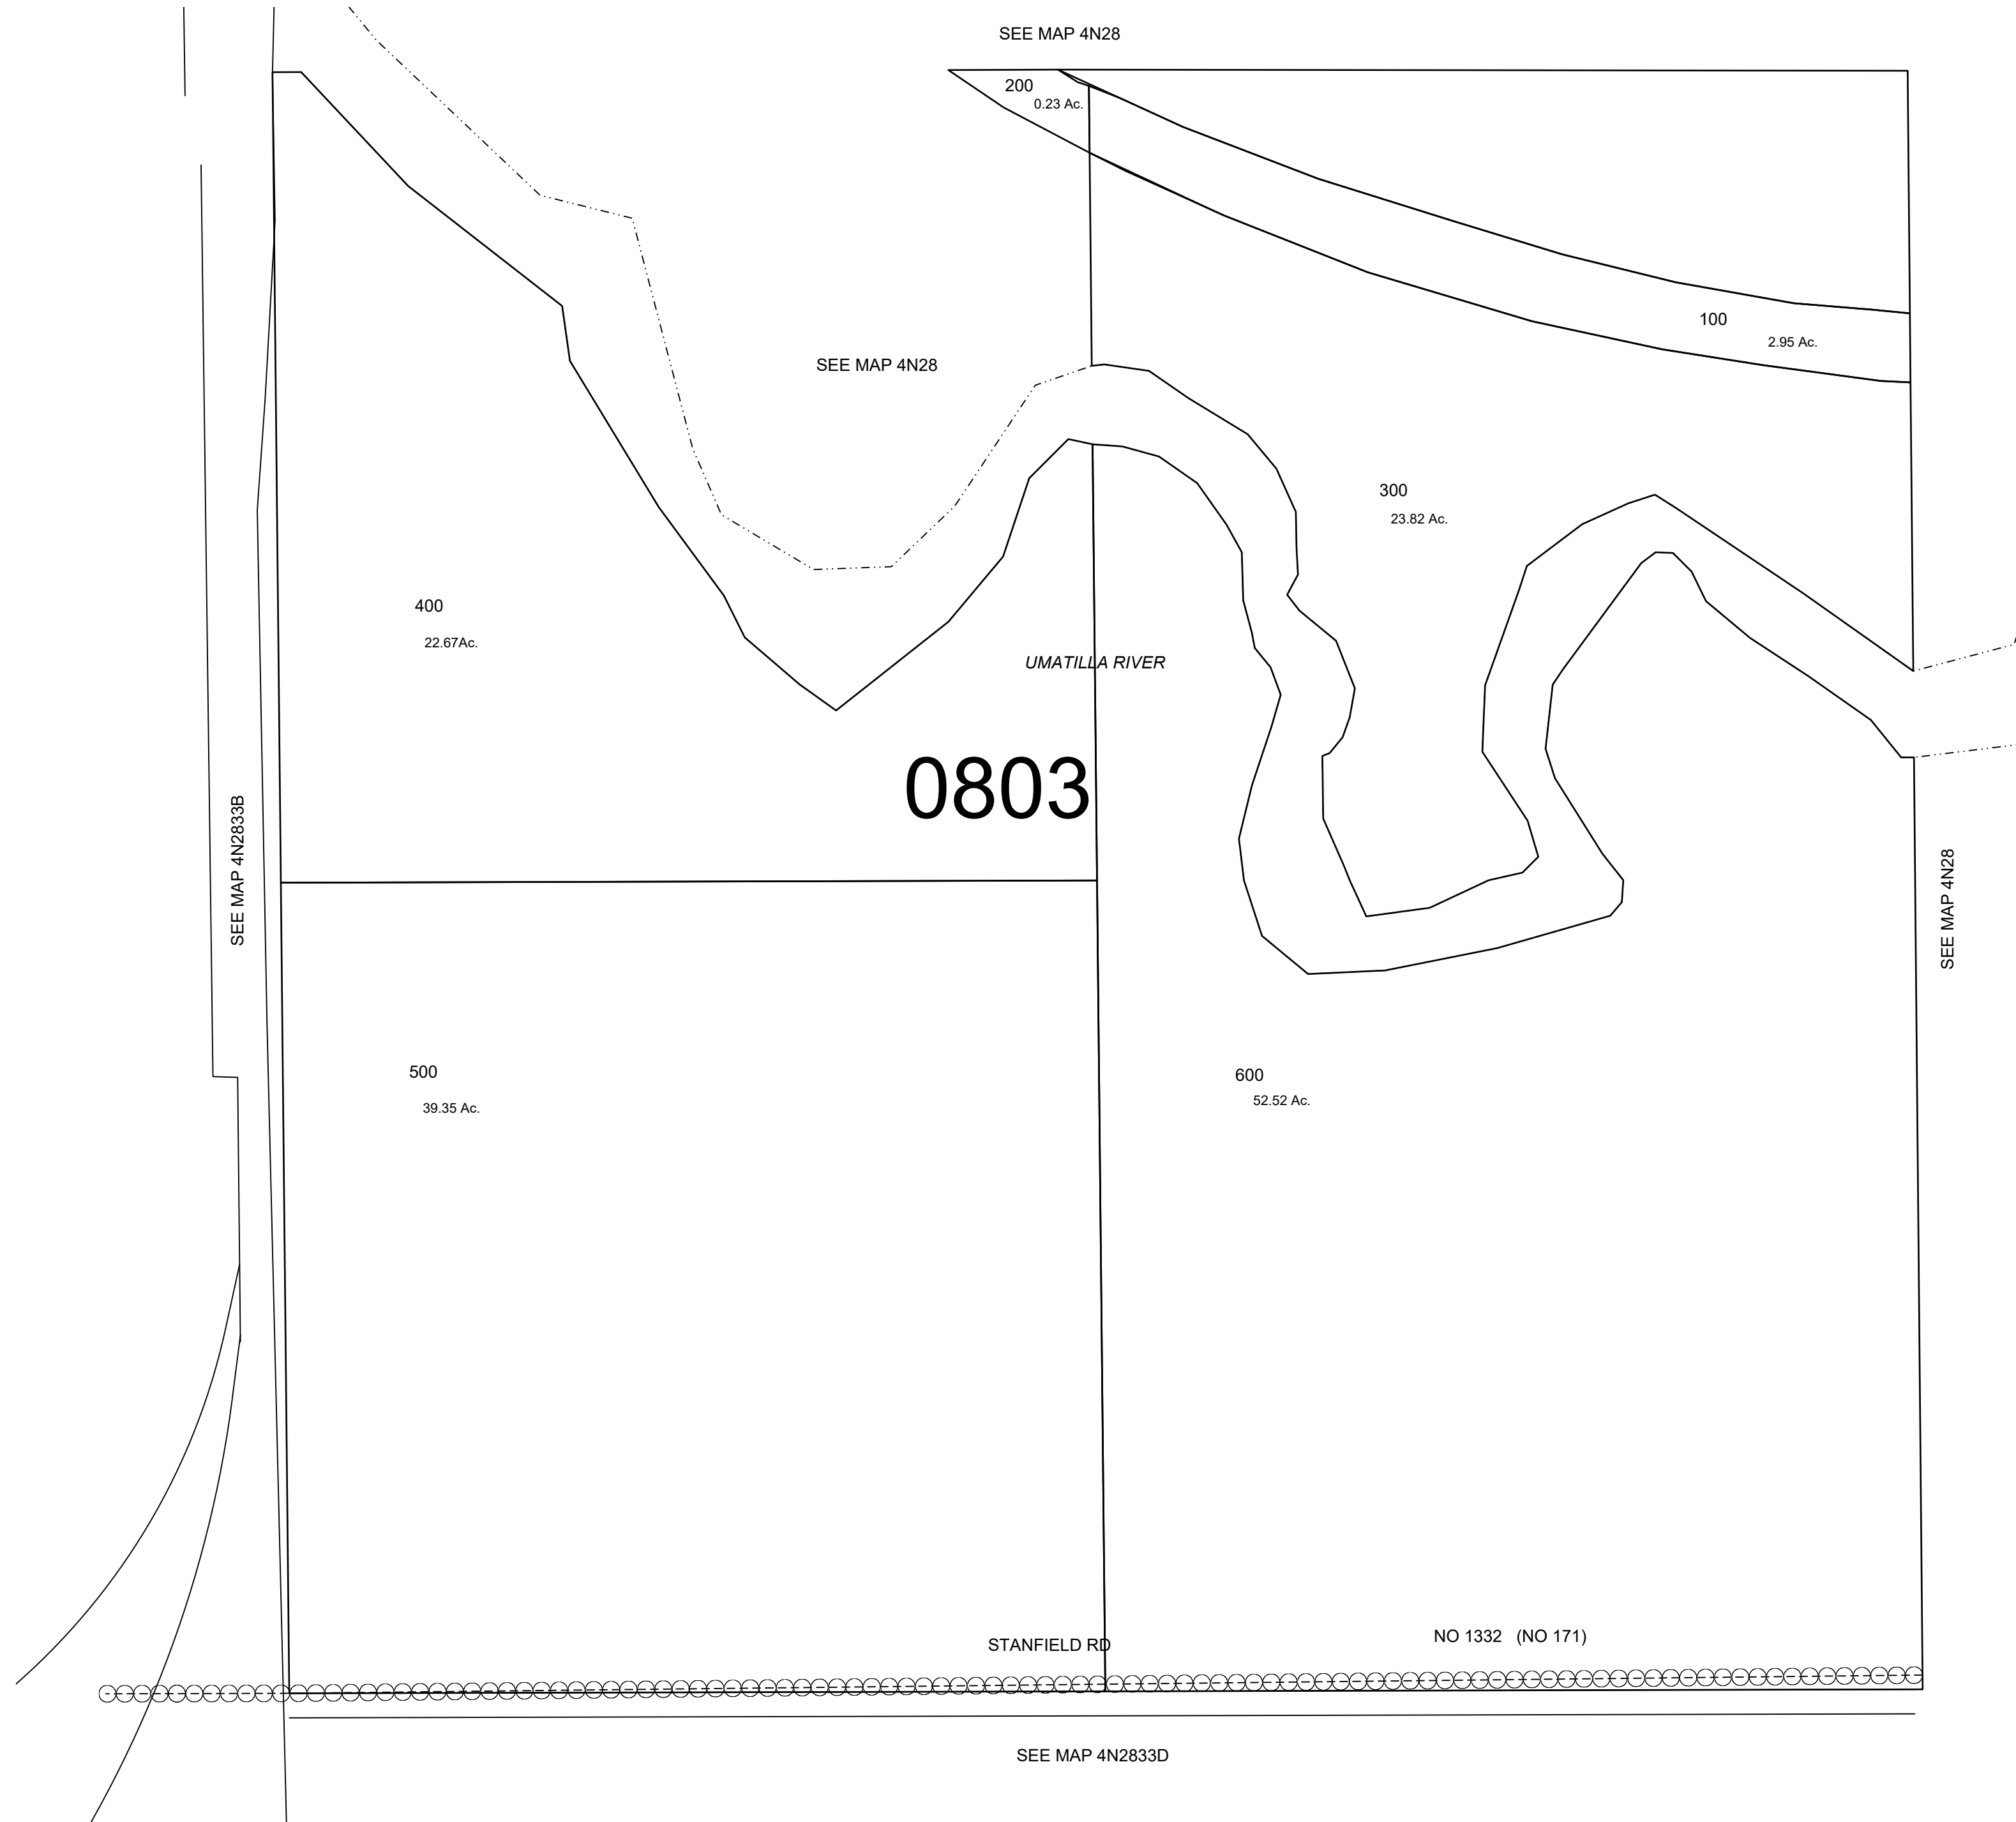 SEE MAP 4N28
200
0.23 Ac.
100
2.95 Ac.
SEE MAP 4N28
300
23.82 Ac.
400
22.67Ac.
UMATILLA RIVER
0803
SEE MAP 4N2833B
SEE MAP 4N28
500
39.35 Ac.
600
52.52 Ac.
STANFIELD RD
NO 1332 (NO 171)
SEE MAP 4N2833D